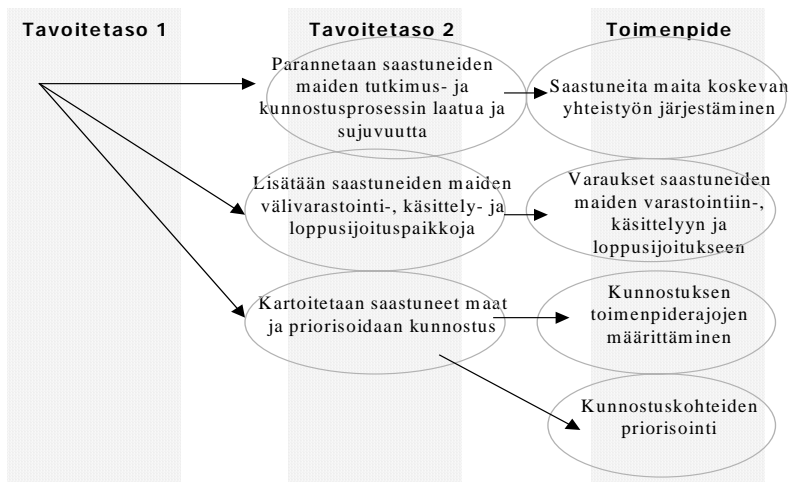 Tavoitetaso 1
Tavoitetaso 2
Toimenpide
Parannetaan saastuneiden
maiden tutkimus- ja
kunnostusprosessin laatua ja
sujuvuutta
Saastuneita maita koskevan
yhteistyön järjestäminen
Lisätään saastuneiden maiden
välivarastointi-, käsittely- ja
loppusijoituspaikkoja
Varaukset saastuneiden
maiden varastointiin-,
käsittelyyn ja
loppusijoitukseen
Kartoitetaan saastuneet maat
ja priorisoidaan kunnostus
Kunnostuksen
toimenpiderajojen
määrittäminen
Kunnostuskohteiden
priorisointi